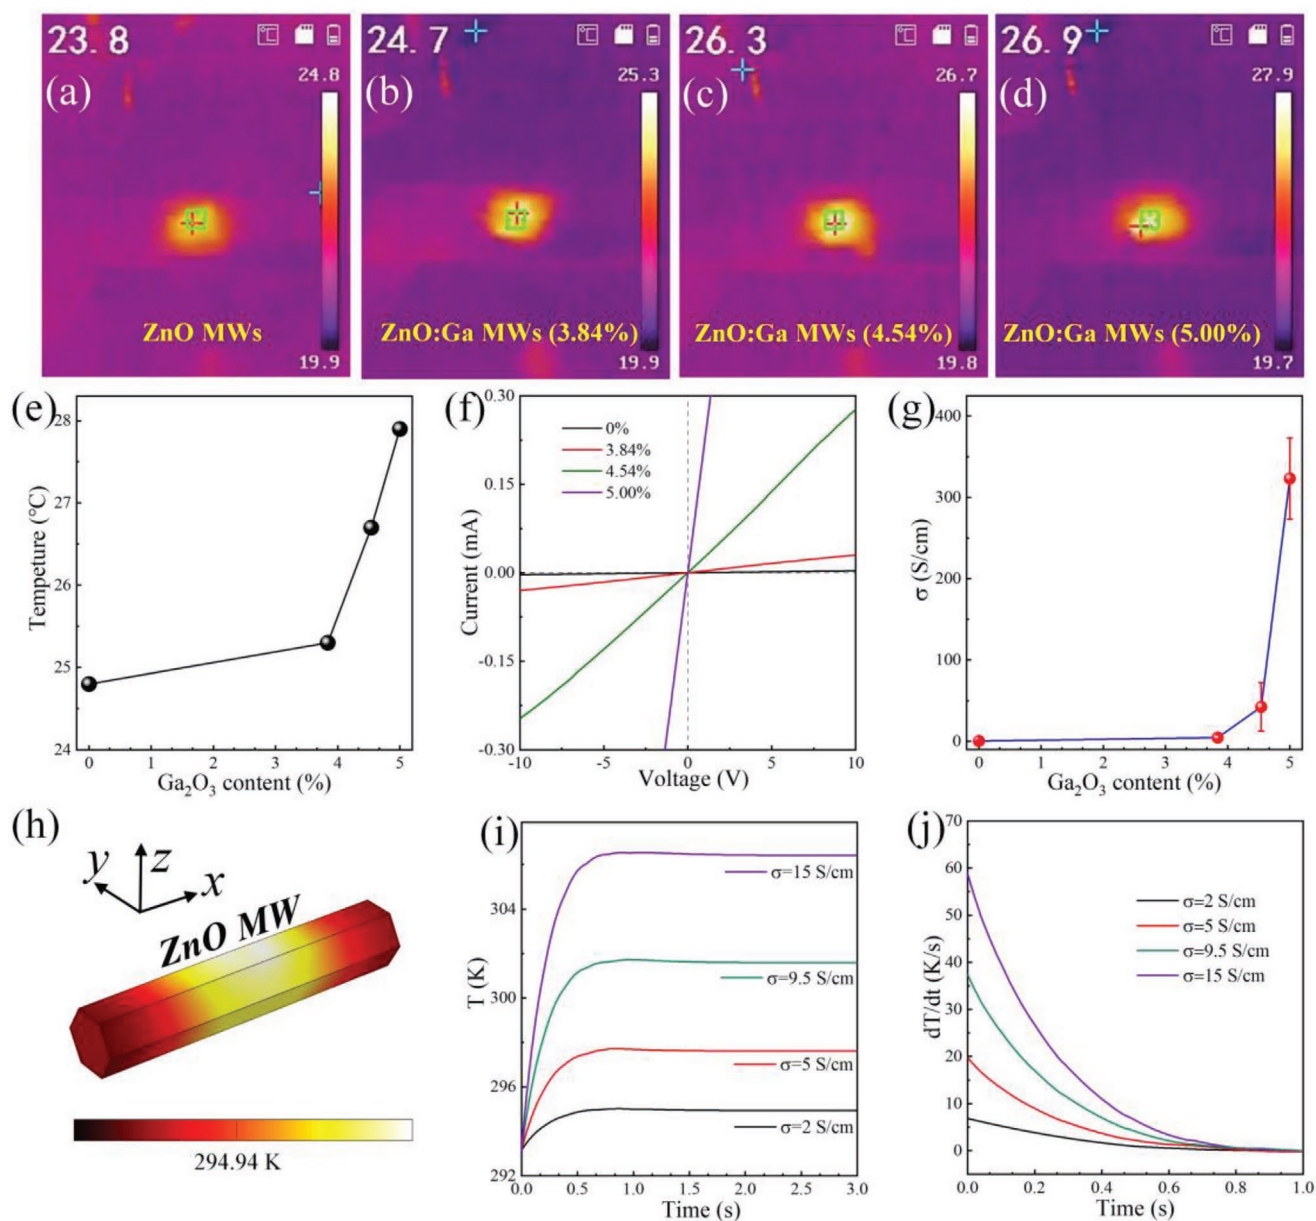 23.8
℃
24.8
(a)
ZnO MWs
19.9
24.7
℃
25.3
(b)
ZnO:Ga MWs (3.84%)
19.9
26.3
℃
26.7
(c)
ZnO:Ga MWs (4.54%)
19.8
26.9
℃
27.9
(d)
ZnO:Ga MWs (5.00%)
19.7
(e)
28
27
26
25
24
Tempeture (℃)
0 1 2 3 4 5
Ga₂O₃ content (%)
(f)
0.30
0.15
0.00
-0.15
-0.30
Current (mA)
0%
3.84%
4.54%
5.00%
-10 -5 0 5 10
Voltage (V)
(g)
400
300
200
100
0
σ (S/cm)
0 1 2 3 4 5
Ga₂O₃ content (%)
(h)
z
y
x
ZnO MW
294.94 K
(i)
304
300
296
292
T (K)
σ=15 S/cm
σ=9.5 S/cm
σ=5 S/cm
σ=2 S/cm
0.0 0.5 1.0 1.5 2.0 2.5 3.0
Time (s)
(j)
70
60
50
40
30
20
10
0
dT/dt (K/s)
σ=2 S/cm
σ=5 S/cm
σ=9.5 S/cm
σ=15 S/cm
0.0 0.2 0.4 0.6 0.8 1.0
Time (s)